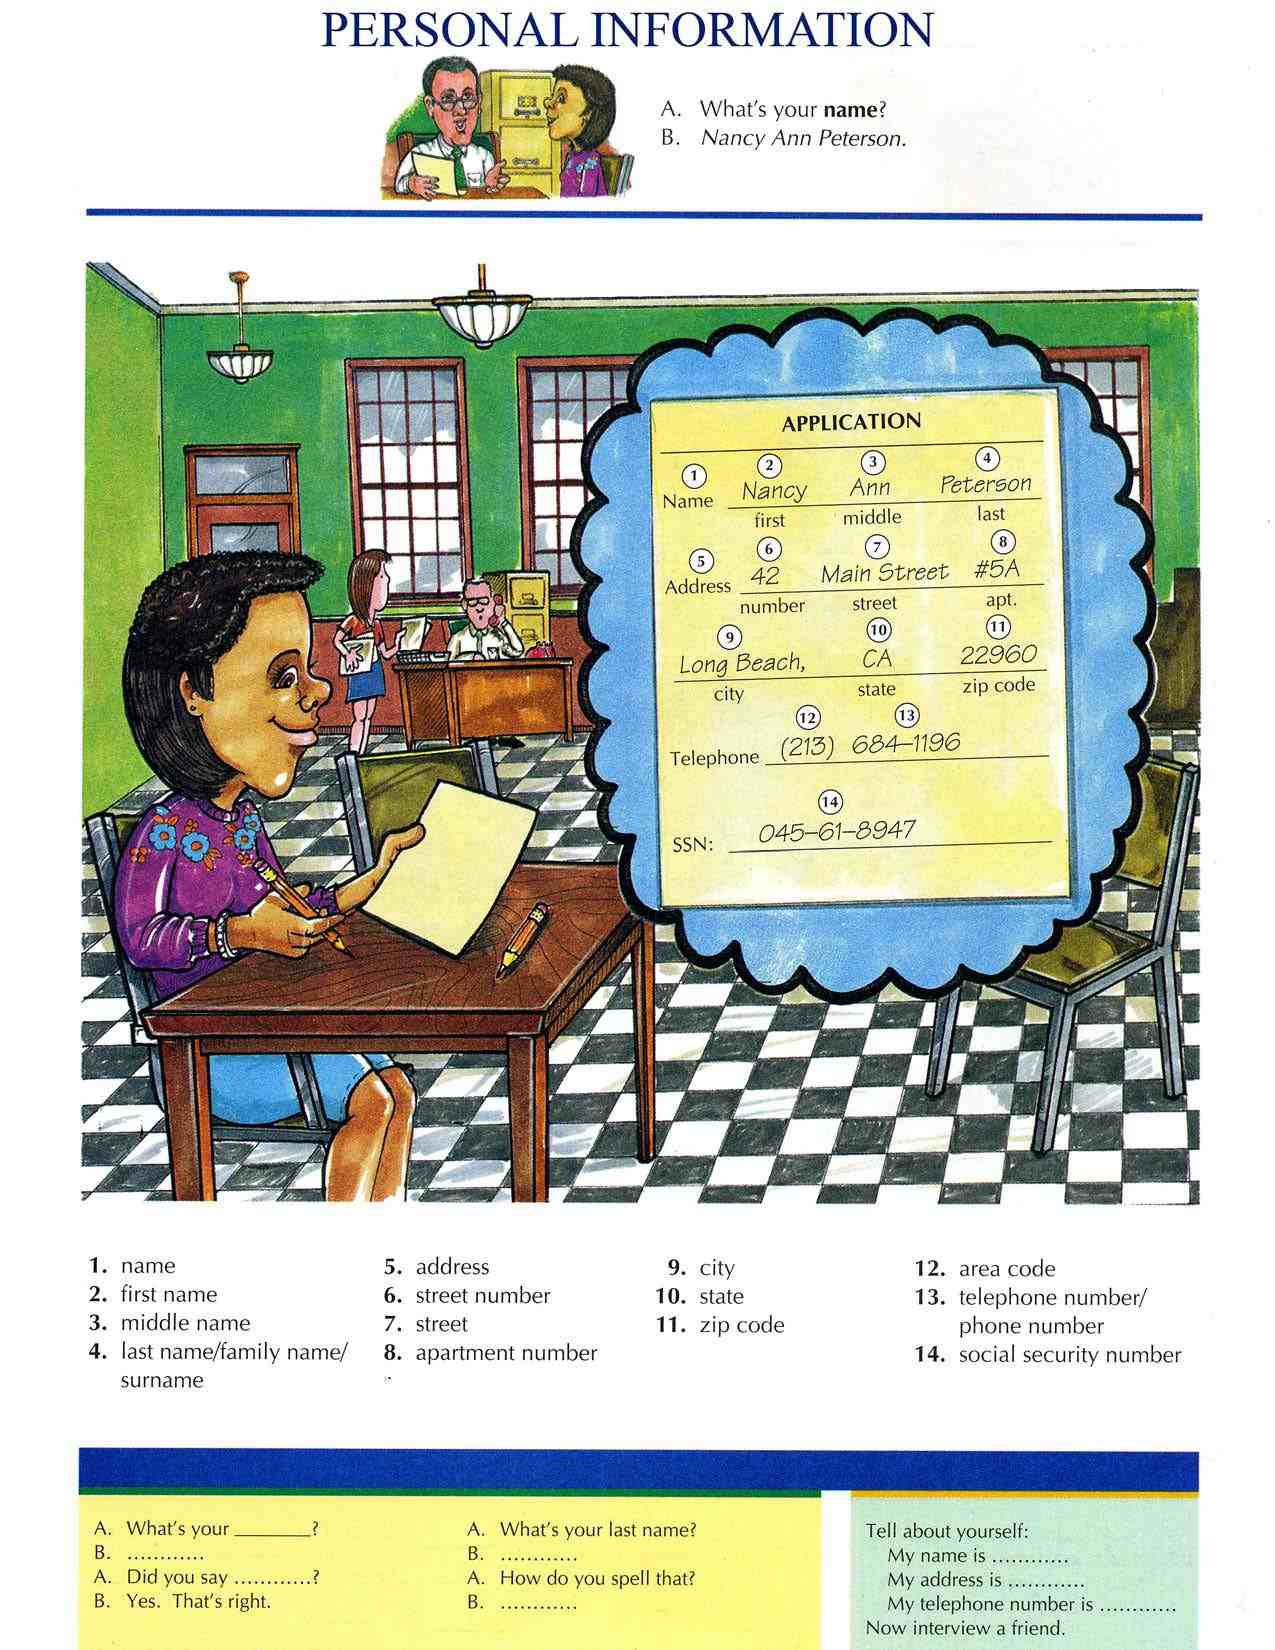 PERSONAL INFORMATION
A. What's your name?
B. Nancy Ann Peterson.
APPLICATION
1 2 3 4
Name Nancy Ann Peterson
first middle last
5 6 7 8
Address 42 Main Street #5A
number street apt.
9 10 11
Long Beach, CA 22960
city state zip code
12 13
Telephone (213) 684–1196
14
SSN: 045–61–8947
1. name
2. first name
3. middle name
4. last name/family name/
surname
5. address
6. street number
7. street
8. apartment number
9. city
10. state
11. zip code
12. area code
13. telephone number/
phone number
14. social security number
A. What's your ________?
B. ............
A. Did you say ............?
B. Yes. That's right.
A. What's your last name?
B. ............
A. How do you spell that?
B. ............
Tell about yourself:
My name is ............
My address is ............
My telephone number is ............
Now interview a friend.